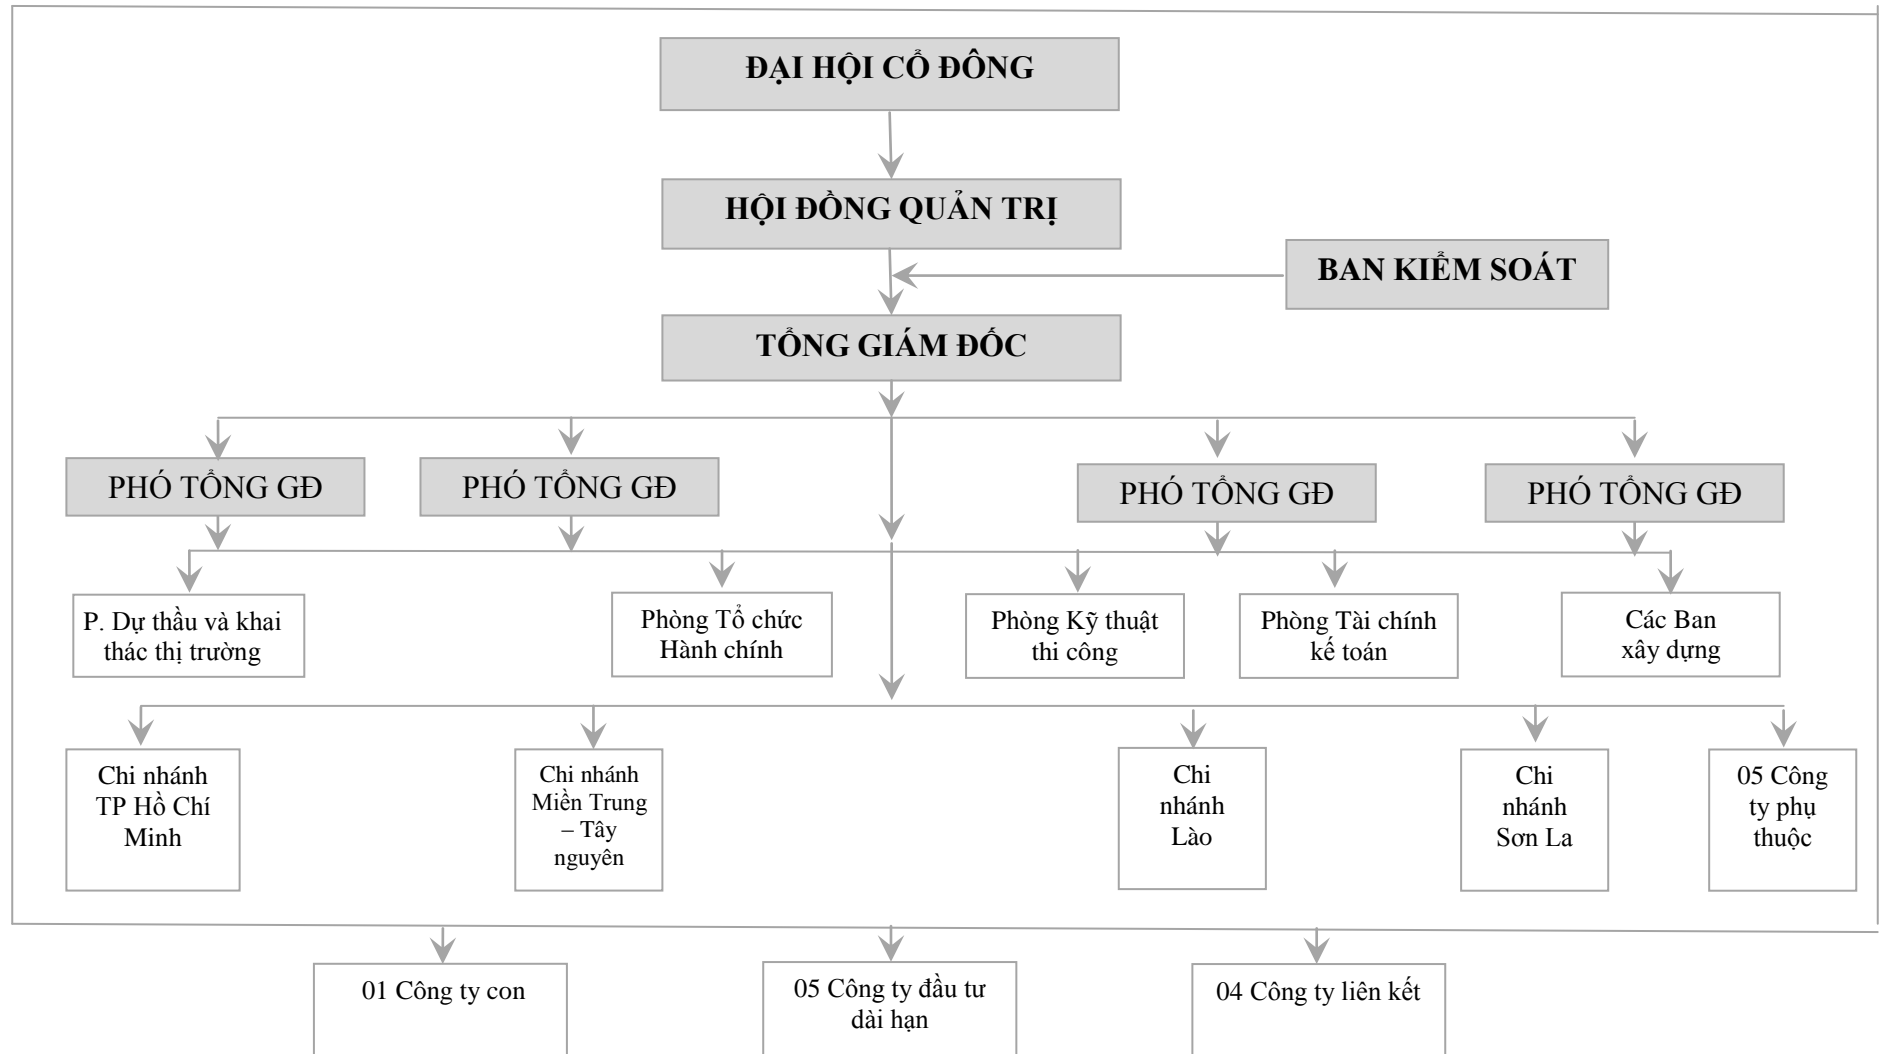 ĐẠI HỘI CỔ ĐÔNG
HỘI ĐỒNG QUẢN TRỊ
BAN KIỂM SOÁT
TỔNG GIÁM ĐỐC
PHÓ TỔNG GĐ
PHÓ TỔNG GĐ
PHÓ TỔNG GĐ
PHÓ TỔNG GĐ
P. Dự thầu và khai
thác thị trường
Phòng Tổ chức
Hành chính
Phòng Kỹ thuật
thi công
Phòng Tài chính
kế toán
Các Ban
xây dựng
Chi nhánh
TP Hồ Chí
Minh
Chi nhánh
Miền Trung
– Tây
nguyên
Chi
nhánh
Lào
Chi
nhánh
Sơn La
05 Công
ty phụ
thuộc
01 Công ty con
05 Công ty đầu tư
dài hạn
04 Công ty liên kết